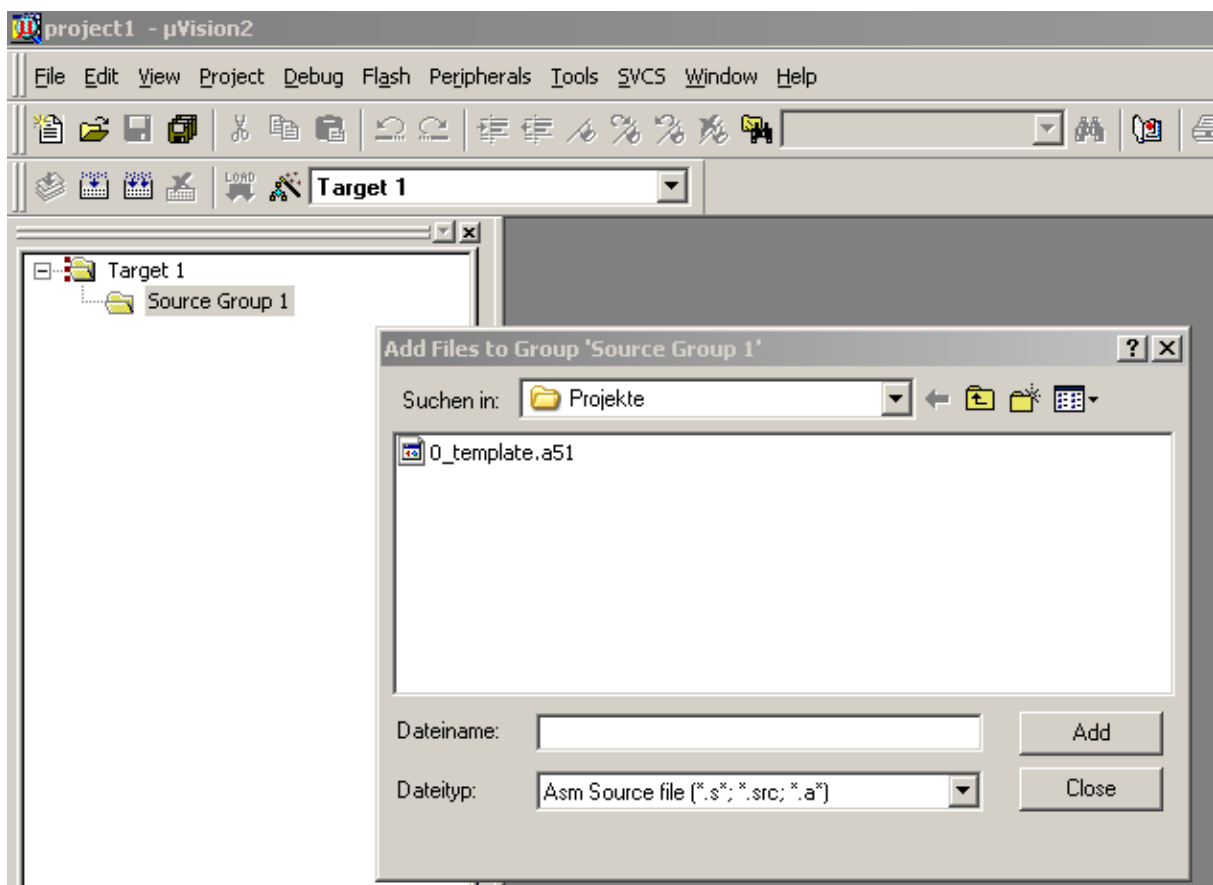 project1 - µVision2
File Edit View Project Debug Flash Peripherals Tools SVCS Window Help
LOAD
Target 1
Target 1
Source Group 1
Add Files to Group 'Source Group 1'
Suchen in: Projekte
0_template.a51
Dateiname:
Add
Dateityp: Asm Source file (*.s*; *.src; *.a*)
Close